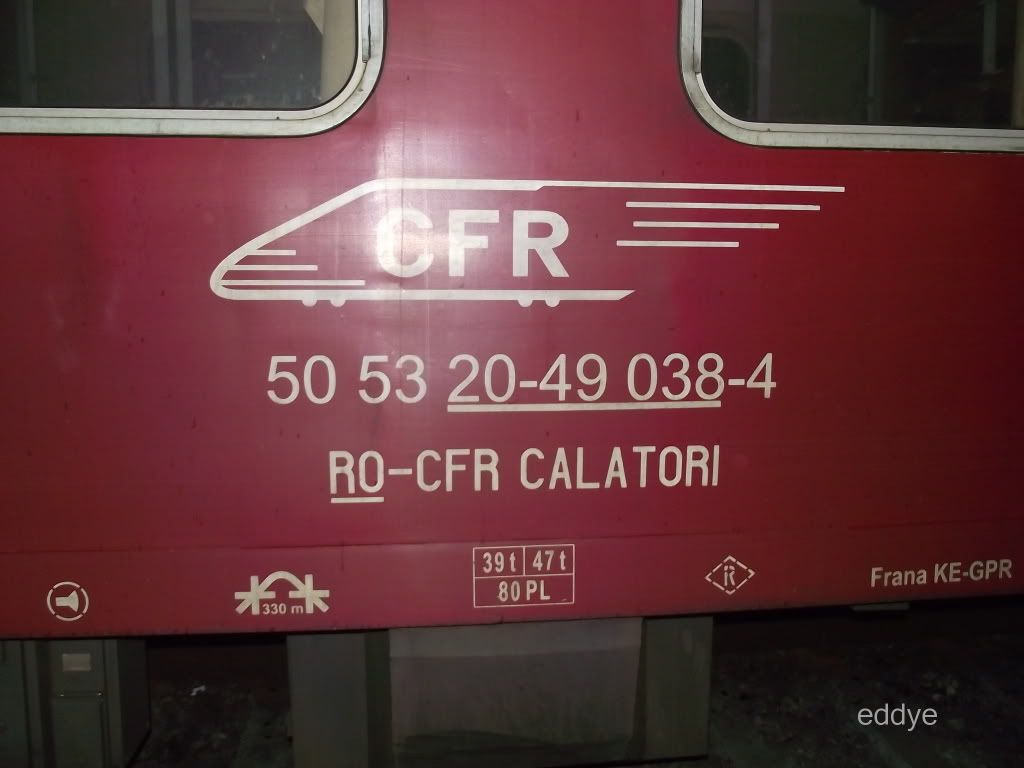 CFR
50 53 20-49 038-4
RO-CFR CALATORI
330 m
39 t 47 t
80 PL
R
Frana KE-GPR
eddye